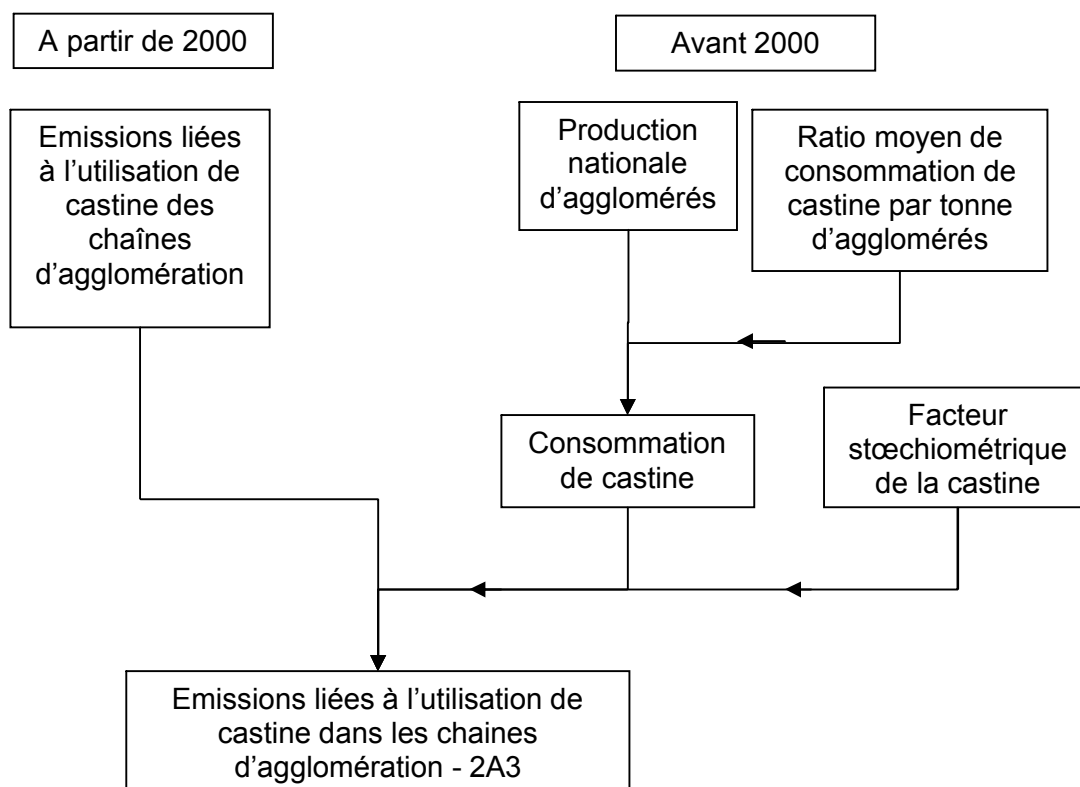 A partir de 2000
Avant 2000
Emissions liées
à l’utilisation de
castine des
chaînes
d’agglomération
Production
nationale
d’agglomérés
Ratio moyen de
consommation de
castine par tonne
d’agglomérés
Consommation
de castine
Facteur
stœchiométrique
de la castine
Emissions liées à l’utilisation de
castine dans les chaines
d’agglomération - 2A3